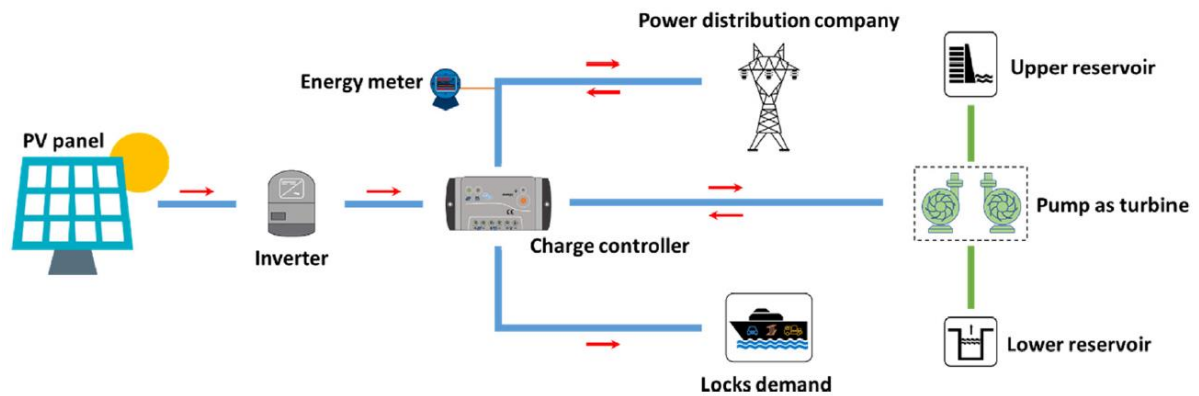 Power distribution company
Energy meter
Upper reservoir
PV panel
Pump as turbine
Charge controller
Inverter
Lower reservoir
Locks demand